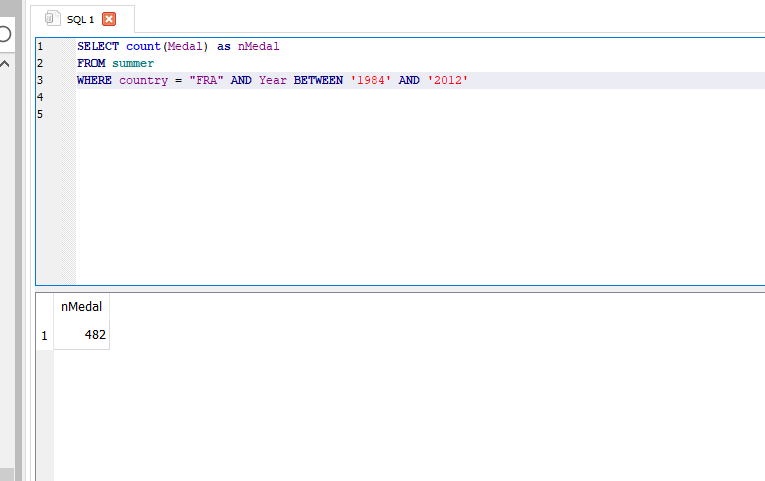 SQL 1
1 SELECT count(Medal) as nMedal
2 FROM summer
3 WHERE country = "FRA" AND Year BETWEEN '1984' AND '2012'
4
5
nMedal
1 482